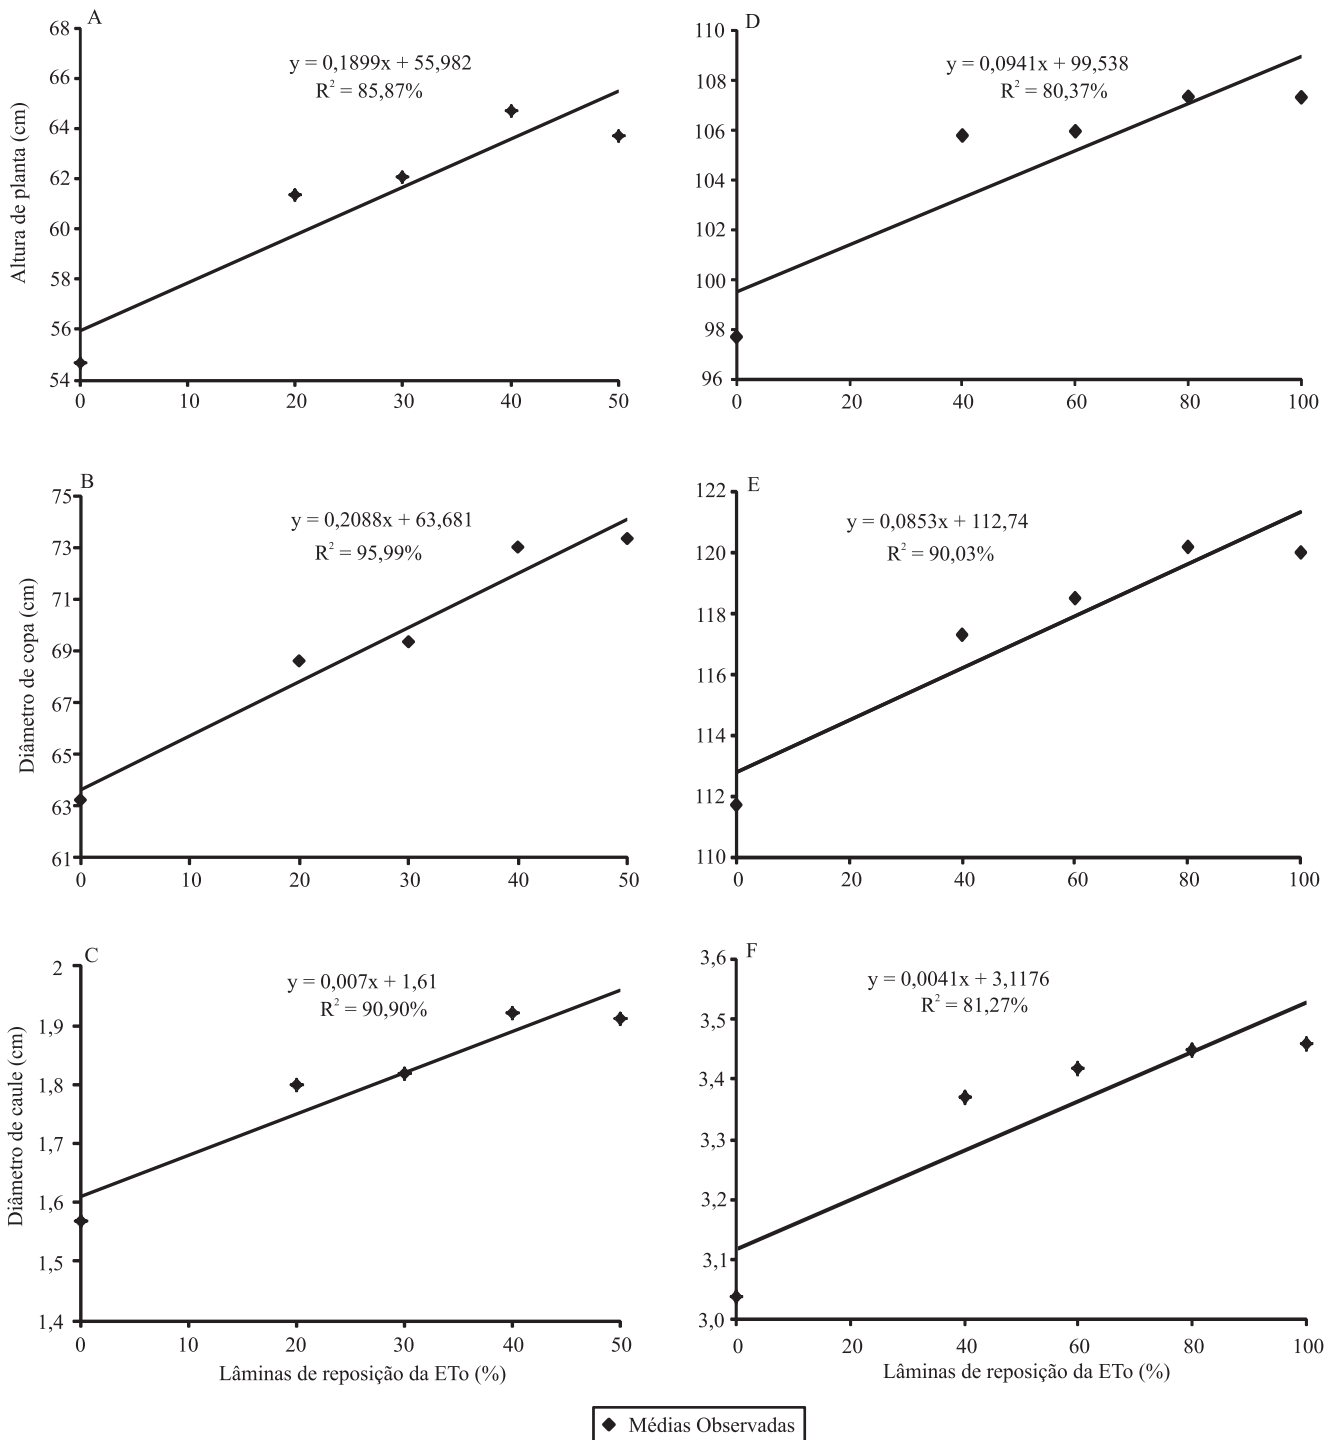 A
68
66
64
62
60
58
56
54
Altura de planta (cm)
y = 0,1899x + 55,982
R² = 85,87%
0 10 20 30 40 50
D
110
108
106
104
102
100
98
96
y = 0,0941x + 99,538
R² = 80,37%
0 20 40 60 80 100
B
75
73
71
69
67
65
63
61
Diâmetro de copa (cm)
y = 0,2088x + 63,681
R² = 95,99%
0 10 20 30 40 50
E
122
120
118
116
114
112
110
y = 0,0853x + 112,74
R² = 90,03%
0 20 40 60 80 100
C
2
1,9
1,8
1,7
1,6
1,5
1,4
Diâmetro de caule (cm)
y = 0,007x + 1,61
R² = 90,90%
0 10 20 30 40 50
Lâminas de reposição da ETo (%)
F
3,6
3,5
3,4
3,3
3,2
3,1
3,0
y = 0,0041x + 3,1176
R² = 81,27%
0 20 40 60 80 100
Lâminas de reposição da ETo (%)
Médias Observadas